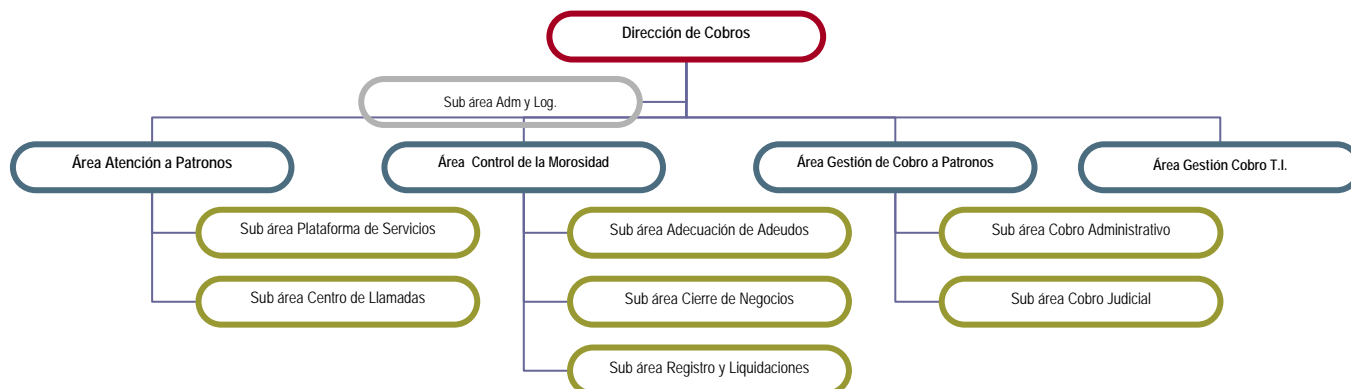 Dirección de Cobros
Sub área Adm y Log.
Área Atención a Patronos
Área Control de la Morosidad
Área Gestión de Cobro a Patronos
Área Gestión Cobro T.I.
Sub área Plataforma de Servicios
Sub área Adecuación de Adeudos
Sub área Cobro Administrativo
Sub área Centro de Llamadas
Sub área Cierre de Negocios
Sub área Cobro Judicial
Sub área Registro y Liquidaciones